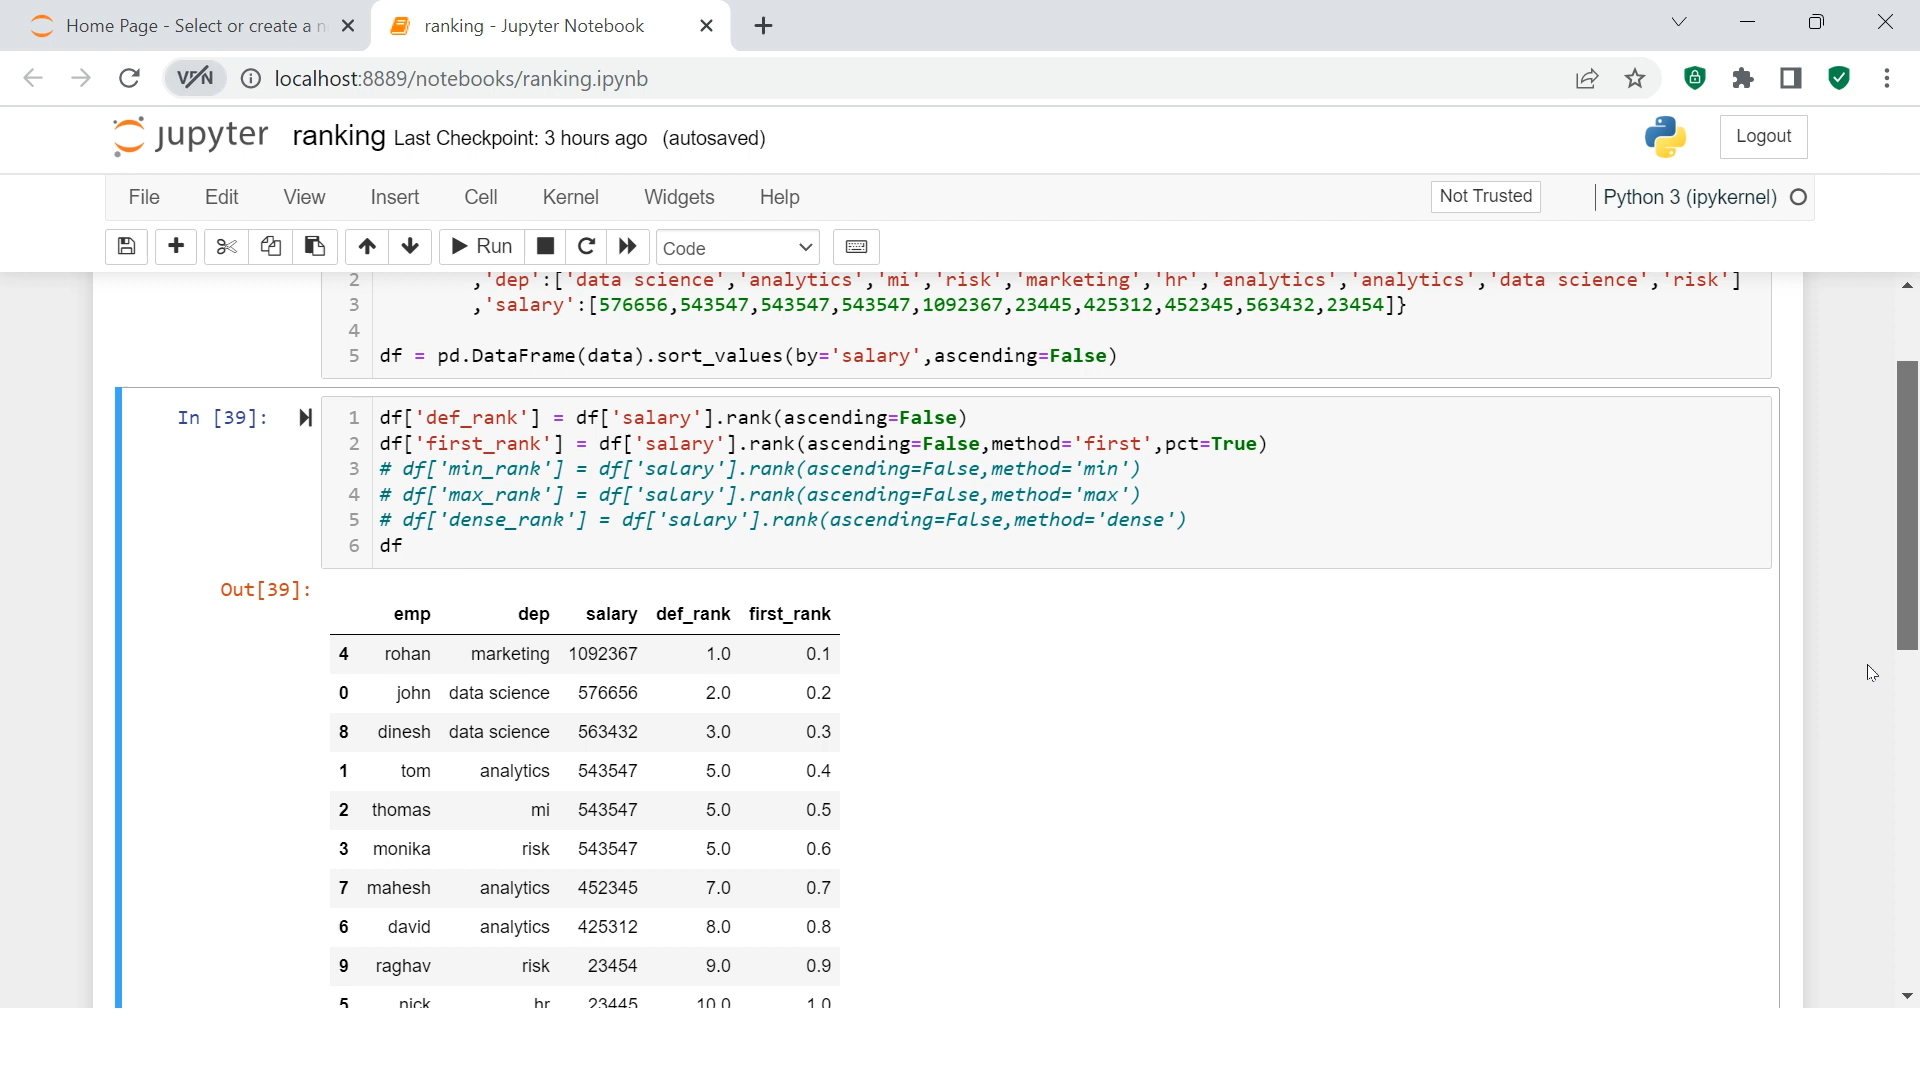 Home Page - Select or create a n
ranking - Jupyter Notebook
VPN
localhost:8889/notebooks/ranking.ipynb
jupyter ranking Last Checkpoint: 3 hours ago (autosaved)
Logout
File Edit View Insert Cell Kernel Widgets Help
Not Trusted
Python 3 (ipykernel)
Run
Code
2 ,'dep':['data science','analytics','mi','risk','marketing','hr','analytics','analytics','data science','risk']
3 ,'salary':[576656,543547,543547,543547,1092367,23445,425312,452345,563432,23454]}
4
5 df = pd.DataFrame(data).sort_values(by='salary',ascending=False)
In [39]:
1 df['def_rank'] = df['salary'].rank(ascending=False)
2 df['first_rank'] = df['salary'].rank(ascending=False,method='first',pct=True)
3 # df['min_rank'] = df['salary'].rank(ascending=False,method='min')
4 # df['max_rank'] = df['salary'].rank(ascending=False,method='max')
5 # df['dense_rank'] = df['salary'].rank(ascending=False,method='dense')
6 df
Out[39]:
emp dep salary def_rank first_rank
4 rohan marketing 1092367 1.0 0.1
0 john data science 576656 2.0 0.2
8 dinesh data science 563432 3.0 0.3
1 tom analytics 543547 5.0 0.4
2 thomas mi 543547 5.0 0.5
3 monika risk 543547 5.0 0.6
7 mahesh analytics 452345 7.0 0.7
6 david analytics 425312 8.0 0.8
9 raghav risk 23454 9.0 0.9
5 nick hr 23445 10.0 1.0